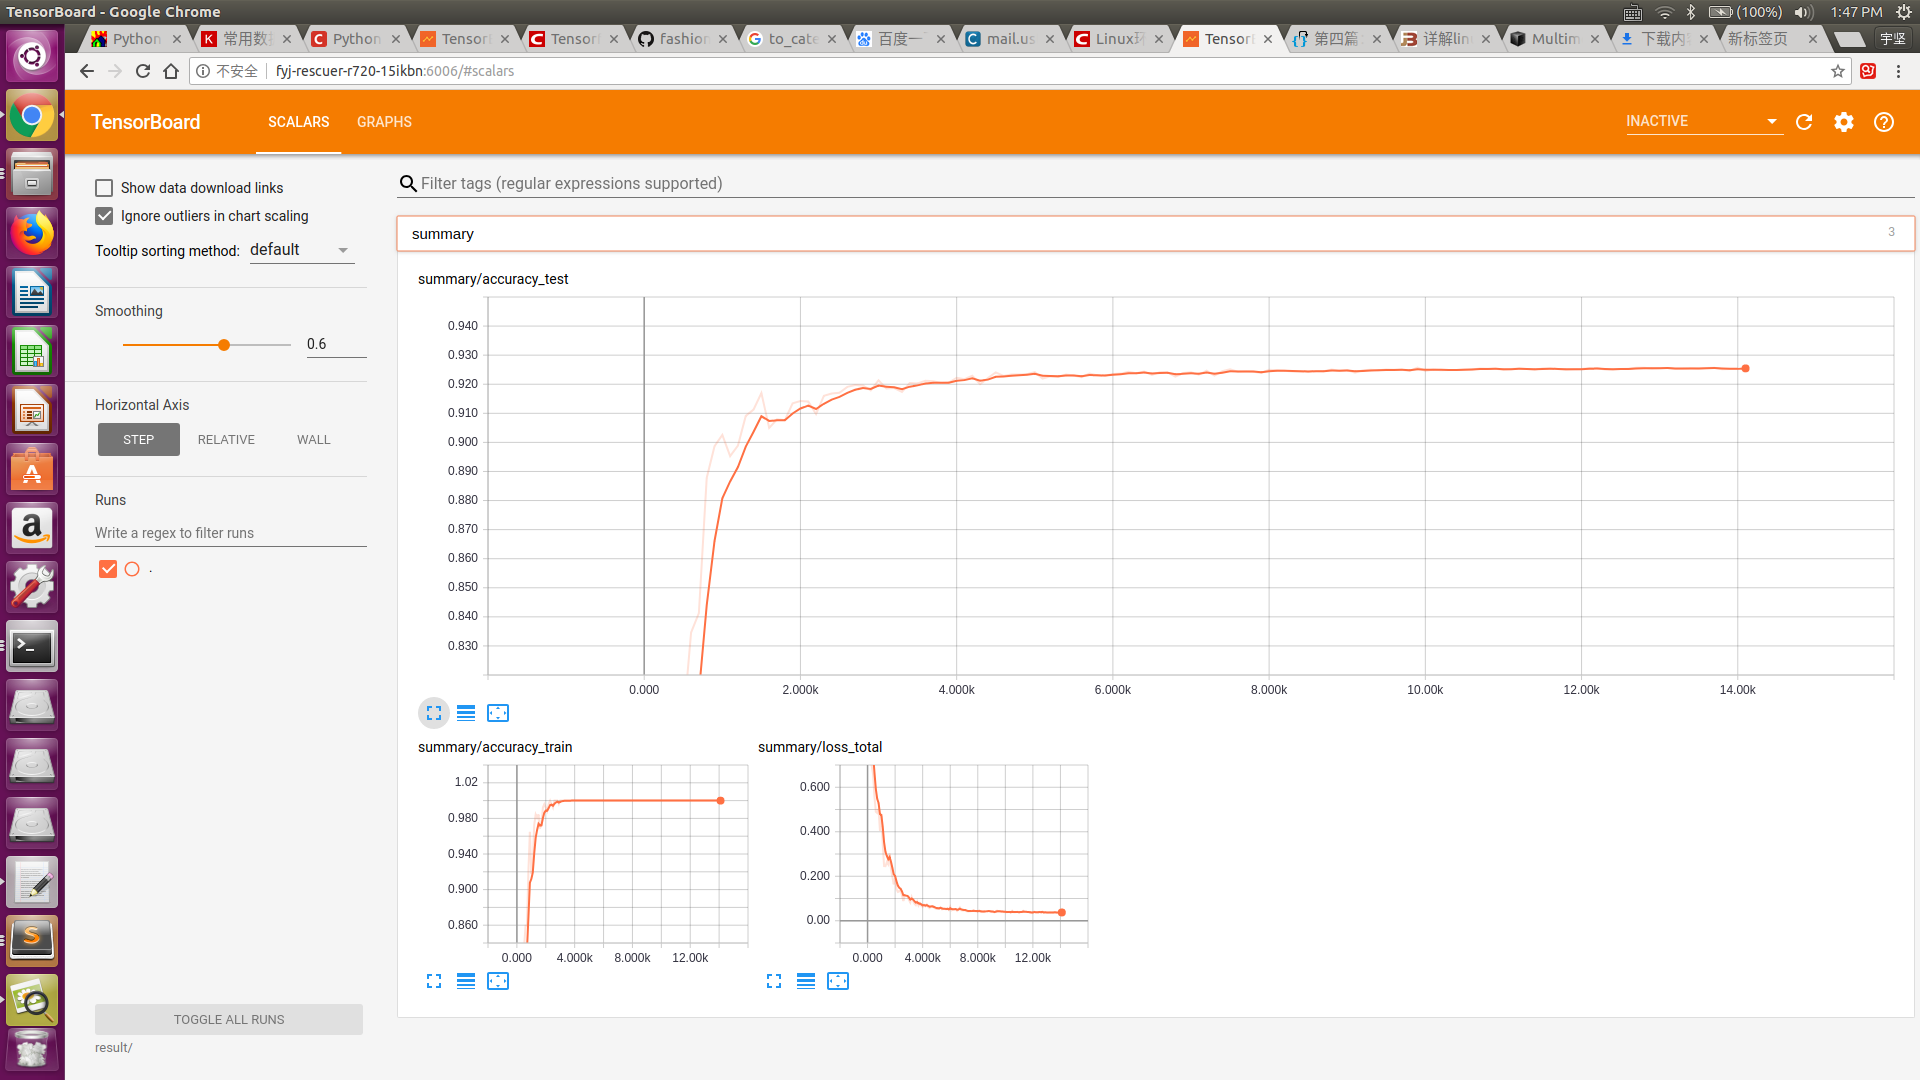 TensorBoard - Google Chrome
(100%) 1:47 PM
Python
常用数
Python
Tensor
Tensor
fashion
to_cate
百度一
mail.us
Linux环
Tensor
第四篇
详解lin
Multim
下载内
新标签页
宇坚
不安全 fyj-rescuer-r720-15ikbn:6006/#scalars
TensorBoard SCALARS GRAPHS INACTIVE
Show data download links
Ignore outliers in chart scaling
Tooltip sorting method: default
Smoothing
0.6
Horizontal Axis
STEP RELATIVE WALL
Runs
Write a regex to filter runs
.
TOGGLE ALL RUNS
result/
Filter tags (regular expressions supported)
summary 3
summary/accuracy_test
0.940
0.930
0.920
0.910
0.900
0.890
0.880
0.870
0.860
0.850
0.840
0.830
0.000 2.000k 4.000k 6.000k 8.000k 10.00k 12.00k 14.00k
summary/accuracy_train
1.02
0.980
0.940
0.900
0.860
0.000 4.000k 8.000k 12.00k
summary/loss_total
0.600
0.400
0.200
0.00
0.000 4.000k 8.000k 12.00k